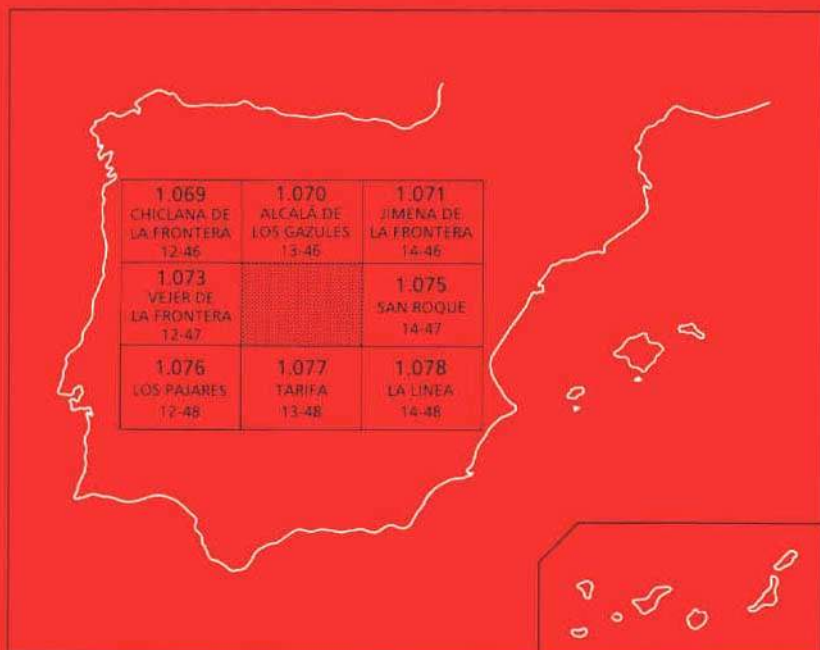 1.069
CHICLANA DE
LA FRONTERA
12-46
1.070
ALCALÁ DE
LOS GAZULES
13-46
1.071
JIMENA DE
LA FRONTERA
14-46
1.073
VEJER DE
LA FRONTERA
12-47
1.075
SAN ROQUE
14-47
1.076
LOS PAJARES
12-48
1.077
TARIFA
13-48
1.078
LA LINEA
14-48